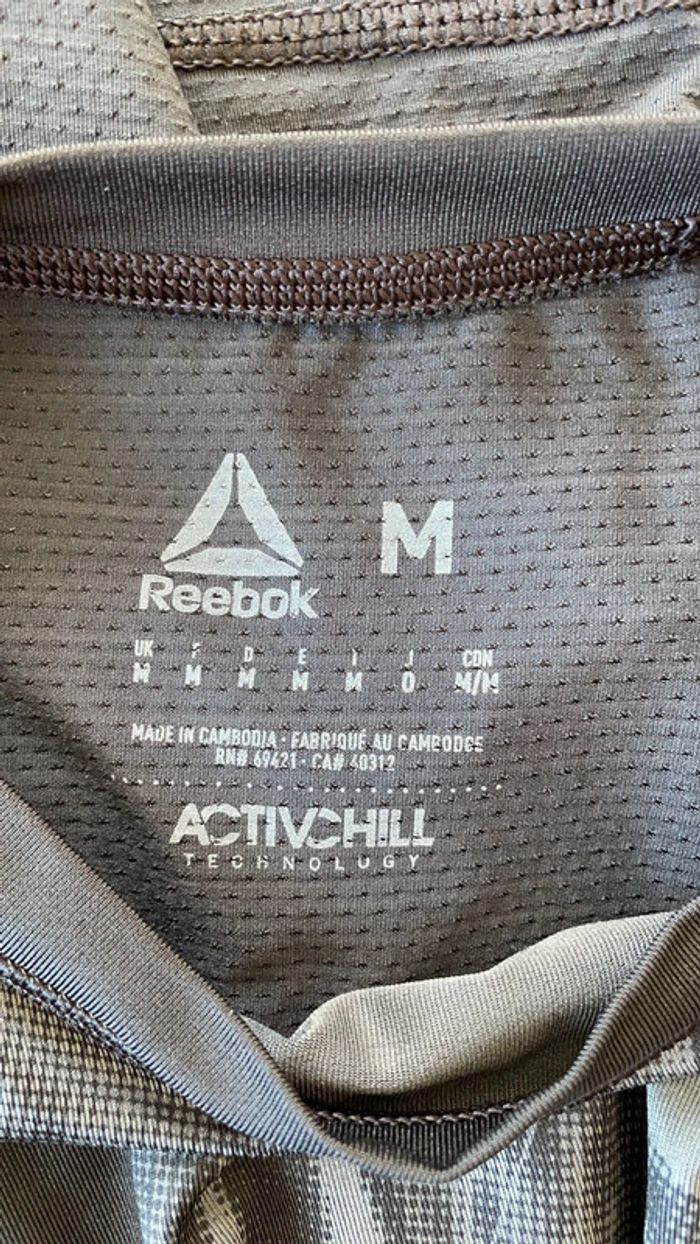 M
Reebok
UK F D E I J CDN
M M M M M O M/M
MADE IN CAMBODIA · FABRIQUÉ AU CAMBODGE
RN# 69421 · CA# 40312
ACTIVCHILL
TECHNOLOGY